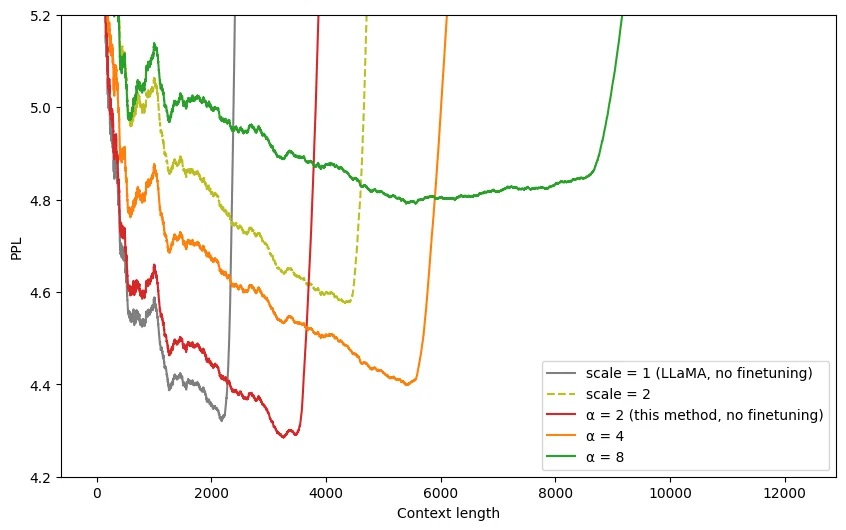 5.2
5.0
4.8
4.6
4.4
4.2
PPL
0 2000 4000 6000 8000 10000 12000
Context length
scale = 1 (LLaMA, no finetuning)
scale = 2
α = 2 (this method, no finetuning)
α = 4
α = 8